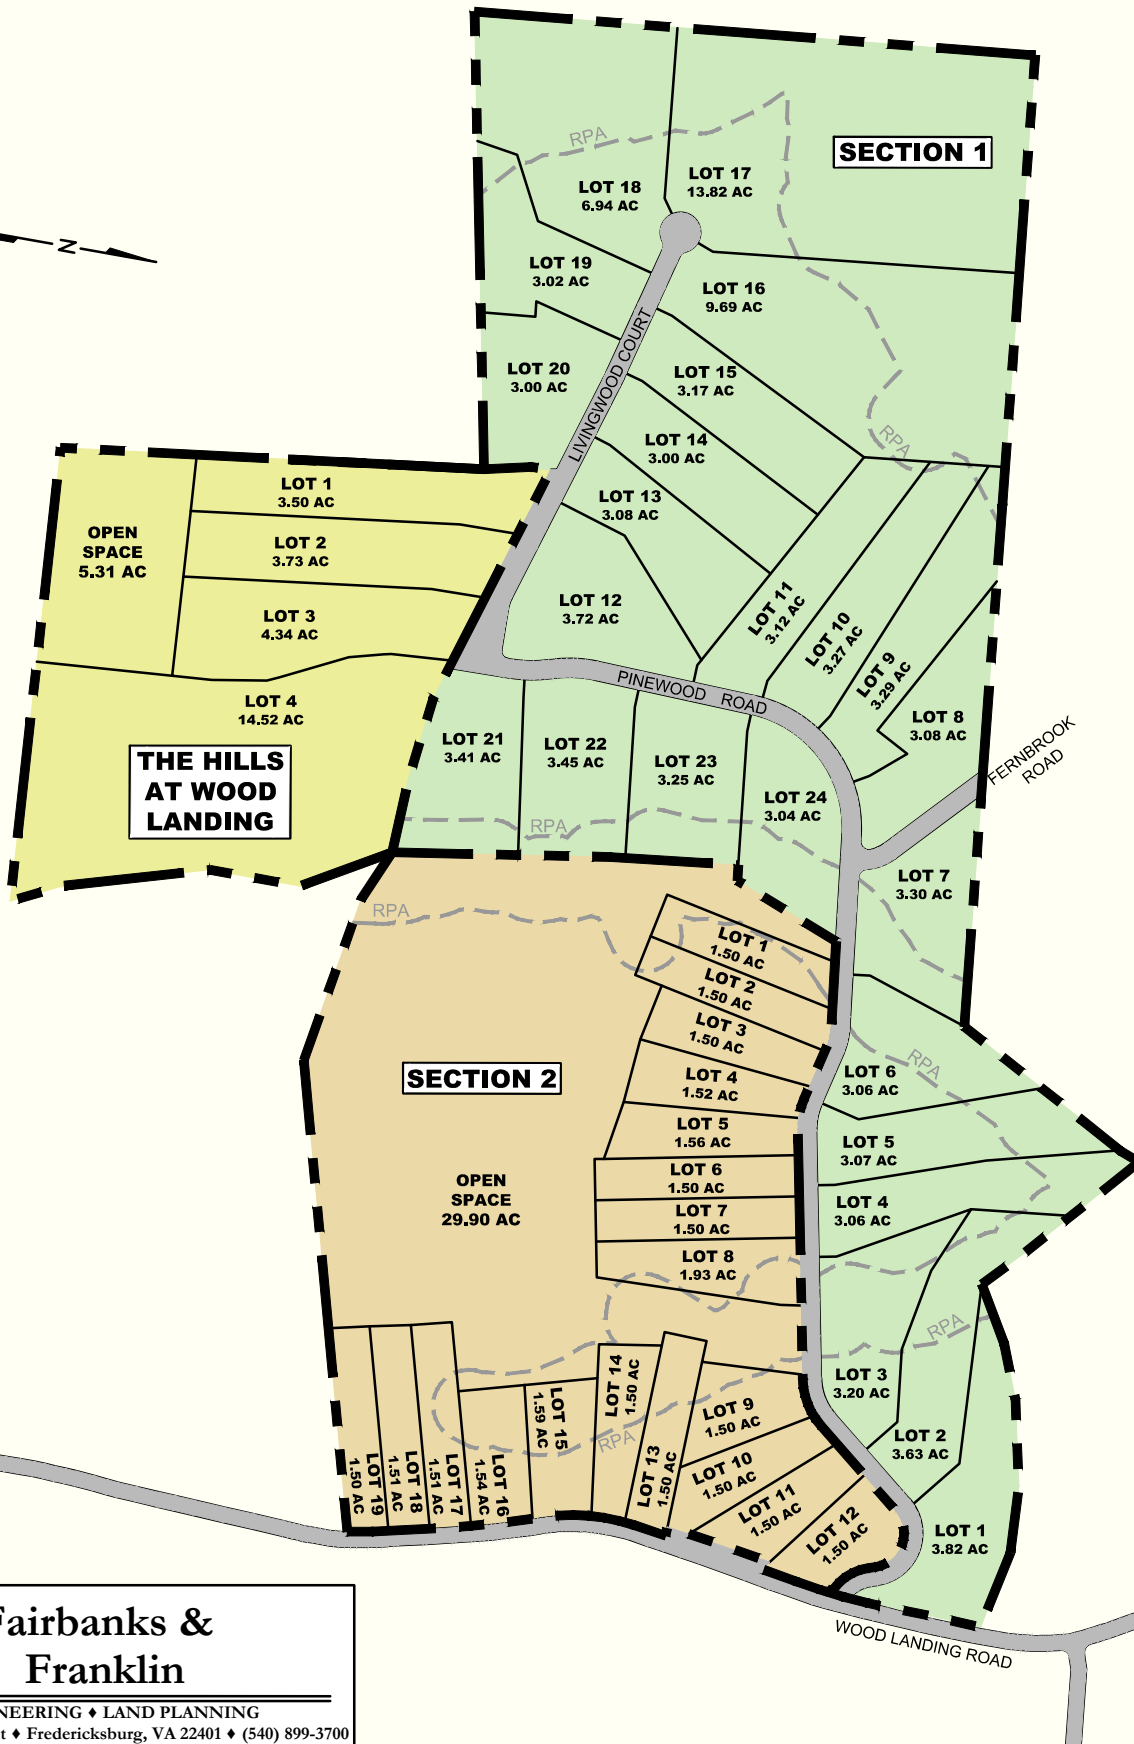 SECTION 1
RPA
LOT 17
13.82 AC
LOT 18
6.94 AC
N
LOT 19
3.02 AC
LOT 16
9.69 AC
LIVINGWOOD COURT
LOT 20
3.00 AC
LOT 15
3.17 AC
LOT 14
3.00 AC
RPA
LOT 13
3.08 AC
LOT 1
3.50 AC
OPEN
SPACE
5.31 AC
LOT 2
3.73 AC
LOT 3
4.34 AC
LOT 12
3.72 AC
LOT 11
3.12 AC
LOT 10
3.27 AC
LOT 9
3.29 AC
LOT 8
3.08 AC
LOT 4
14.52 AC
THE HILLS
AT WOOD
LANDING
PINEWOOD ROAD
FERNBROOK
ROAD
LOT 21
3.41 AC
LOT 22
3.45 AC
LOT 23
3.25 AC
LOT 24
3.04 AC
RPA
LOT 7
3.30 AC
RPA
LOT 1
1.50 AC
LOT 2
1.50 AC
LOT 3
1.50 AC
LOT 4
1.52 AC
LOT 5
1.56 AC
LOT 6
1.50 AC
LOT 7
1.50 AC
LOT 8
1.93 AC
SECTION 2
OPEN
SPACE
29.90 AC
RPA
LOT 6
3.06 AC
LOT 5
3.07 AC
LOT 4
3.06 AC
RPA
LOT 3
3.20 AC
LOT 2
3.63 AC
LOT 1
3.82 AC
LOT 19
1.50 AC
LOT 18
1.51 AC
LOT 17
1.51 AC
LOT 16
1.54 AC
LOT 15
1.59 AC
LOT 14
1.50 AC
RPA
LOT 13
1.50 AC
LOT 9
1.50 AC
LOT 10
1.50 AC
LOT 11
1.50 AC
LOT 12
1.50 AC
WOOD LANDING ROAD
Fairbanks &
Franklin
NEERING ♦ LAND PLANNING
t ♦ Fredericksburg, VA 22401 ♦ (540) 899-3700